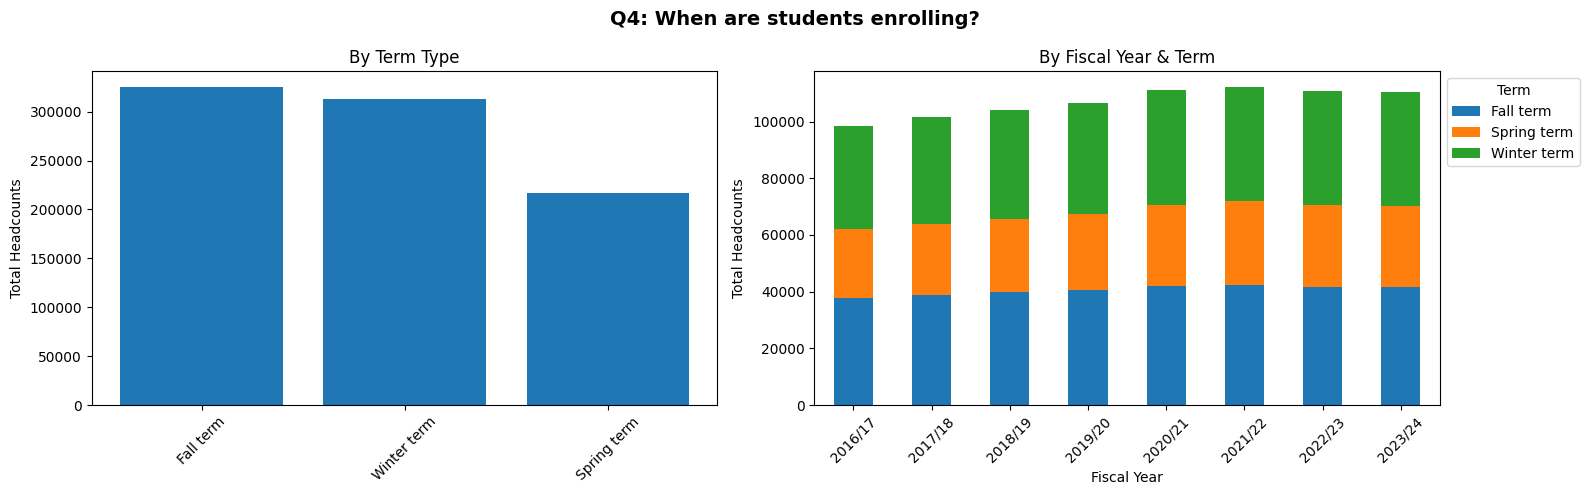 Q4: When are students enrolling?
By Term Type
Total Headcounts
300000
250000
200000
150000
100000
50000
0
Fall term
Winter term
Spring term
By Fiscal Year & Term
Total Headcounts
100000
80000
60000
40000
20000
0
2016/17
2017/18
2018/19
2019/20
2020/21
2021/22
2022/23
2023/24
Fiscal Year
Term
Fall term
Spring term
Winter term